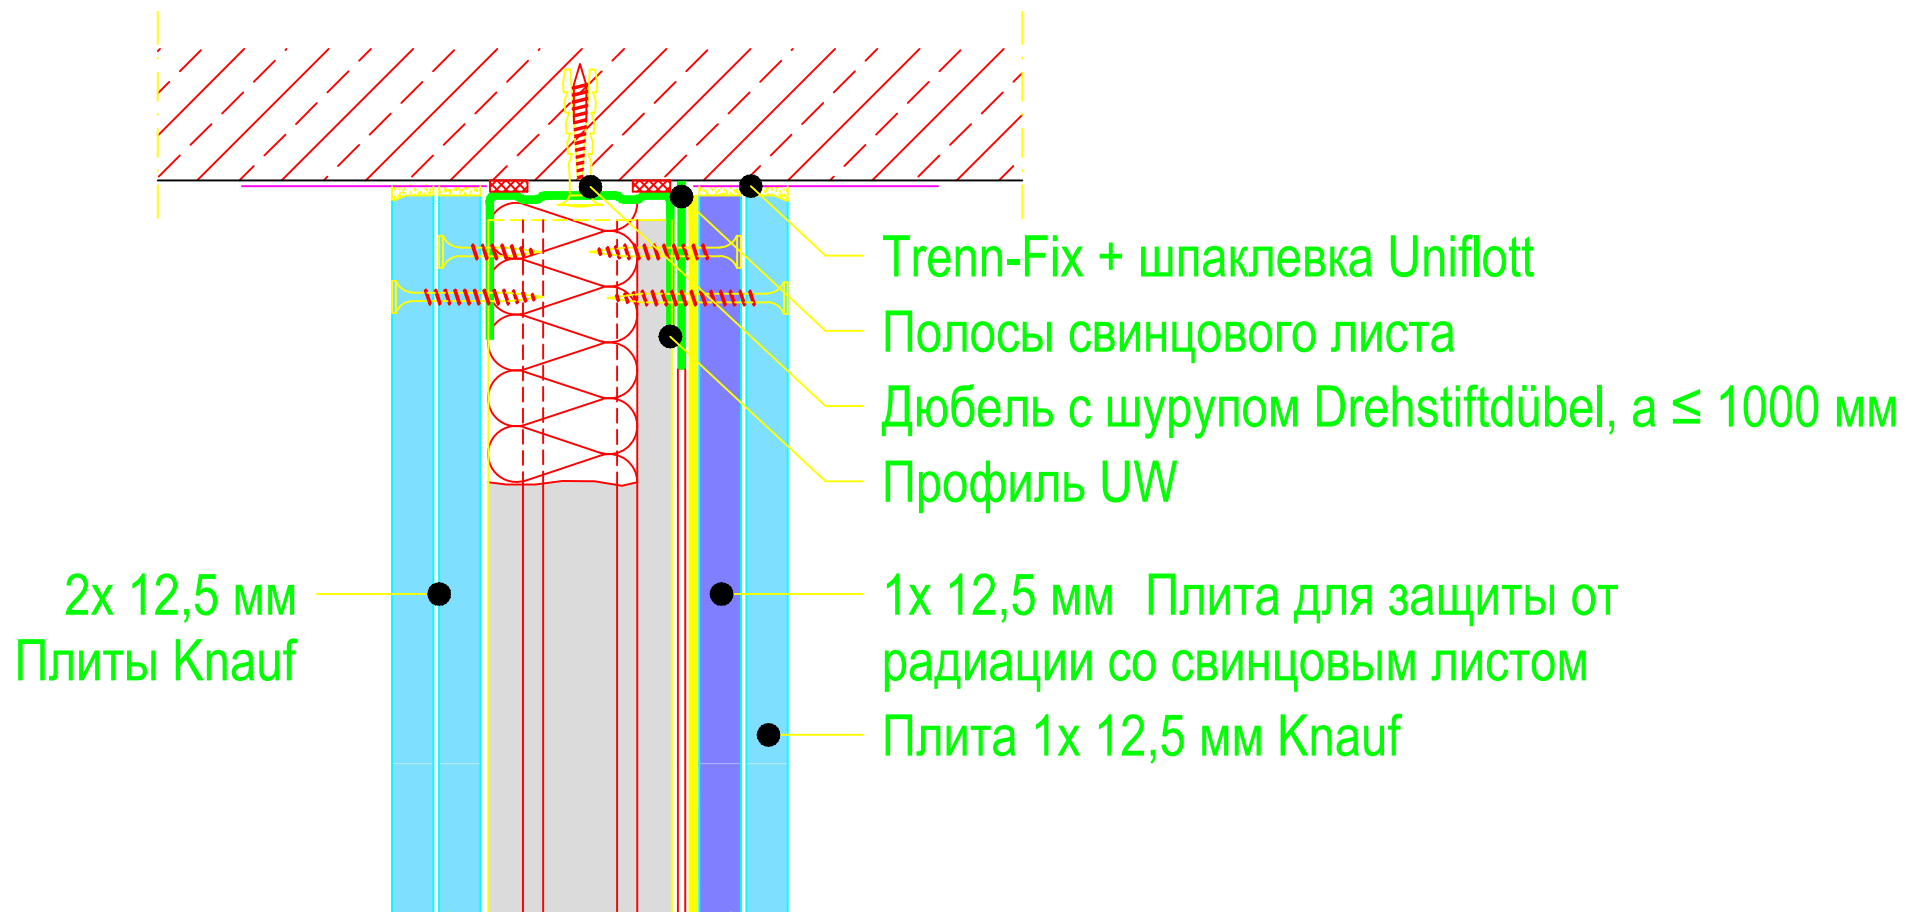 Trenn-Fix + шпаклевка Uniflott
Полосы свинцового листа
Дюбель с шурупом Drehstiftdübel, a ≤ 1000 мм
Профиль UW
2x 12,5 мм
Плиты Knauf
1x 12,5 мм Плита для защиты от
радиации со свинцовым листом
Плита 1x 12,5 мм Knauf